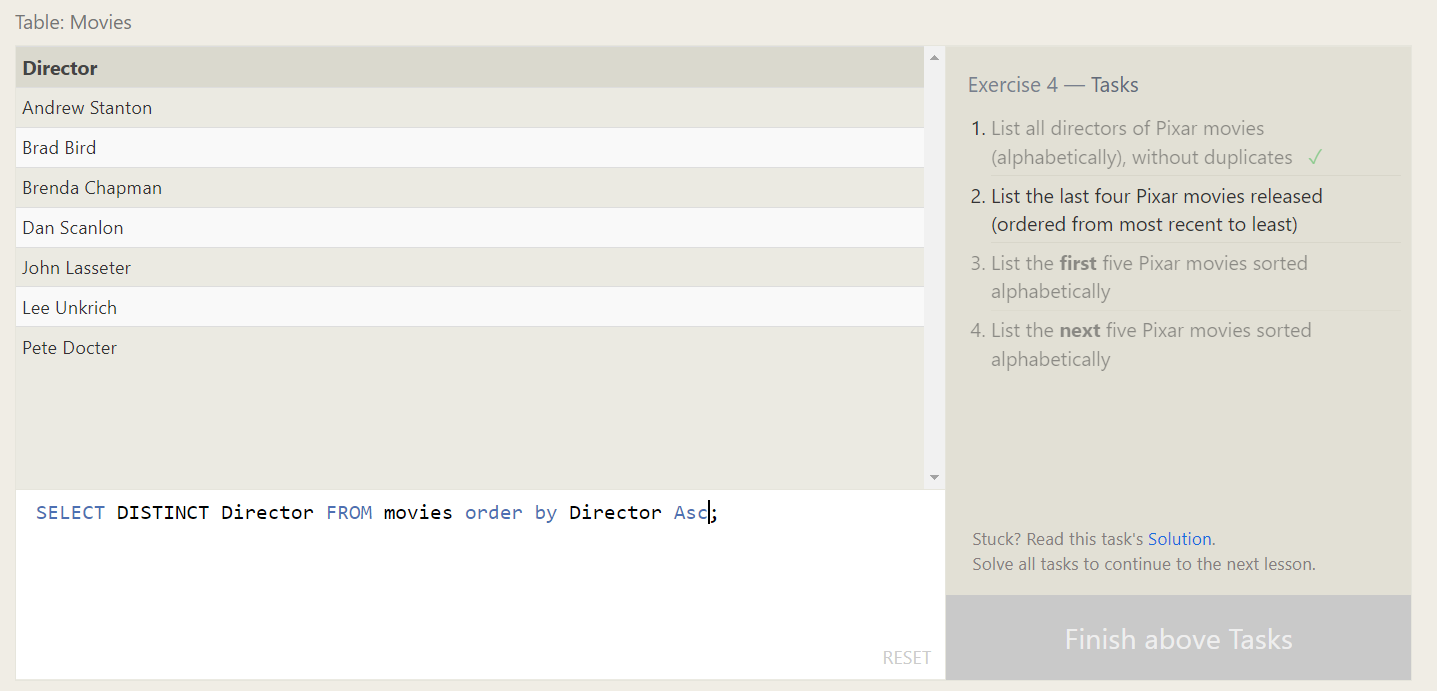 Table: Movies
Director
Andrew Stanton
Brad Bird
Brenda Chapman
Dan Scanlon
John Lasseter
Lee Unkrich
Pete Docter
SELECT DISTINCT Director FROM movies order by Director Asc;
RESET
Exercise 4 — Tasks
1. List all directors of Pixar movies
(alphabetically), without duplicates ✓
2. List the last four Pixar movies released
(ordered from most recent to least)
3. List the first five Pixar movies sorted
alphabetically
4. List the next five Pixar movies sorted
alphabetically
Stuck? Read this task's Solution.
Solve all tasks to continue to the next lesson.
Finish above Tasks